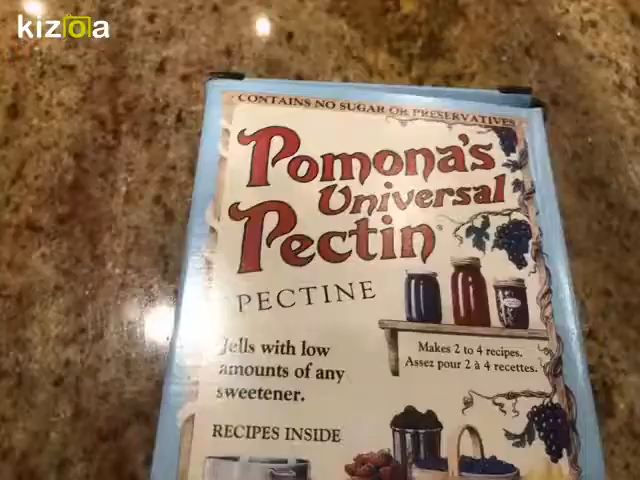 kizoa
CONTAINS NO SUGAR OR PRESERVATIVES
Pomona's
Universal
Pectin®
PECTINE
Jells with low
amounts of any
sweetener.
Makes 2 to 4 recipes.
Assez pour 2 à 4 recettes.
RECIPES INSIDE